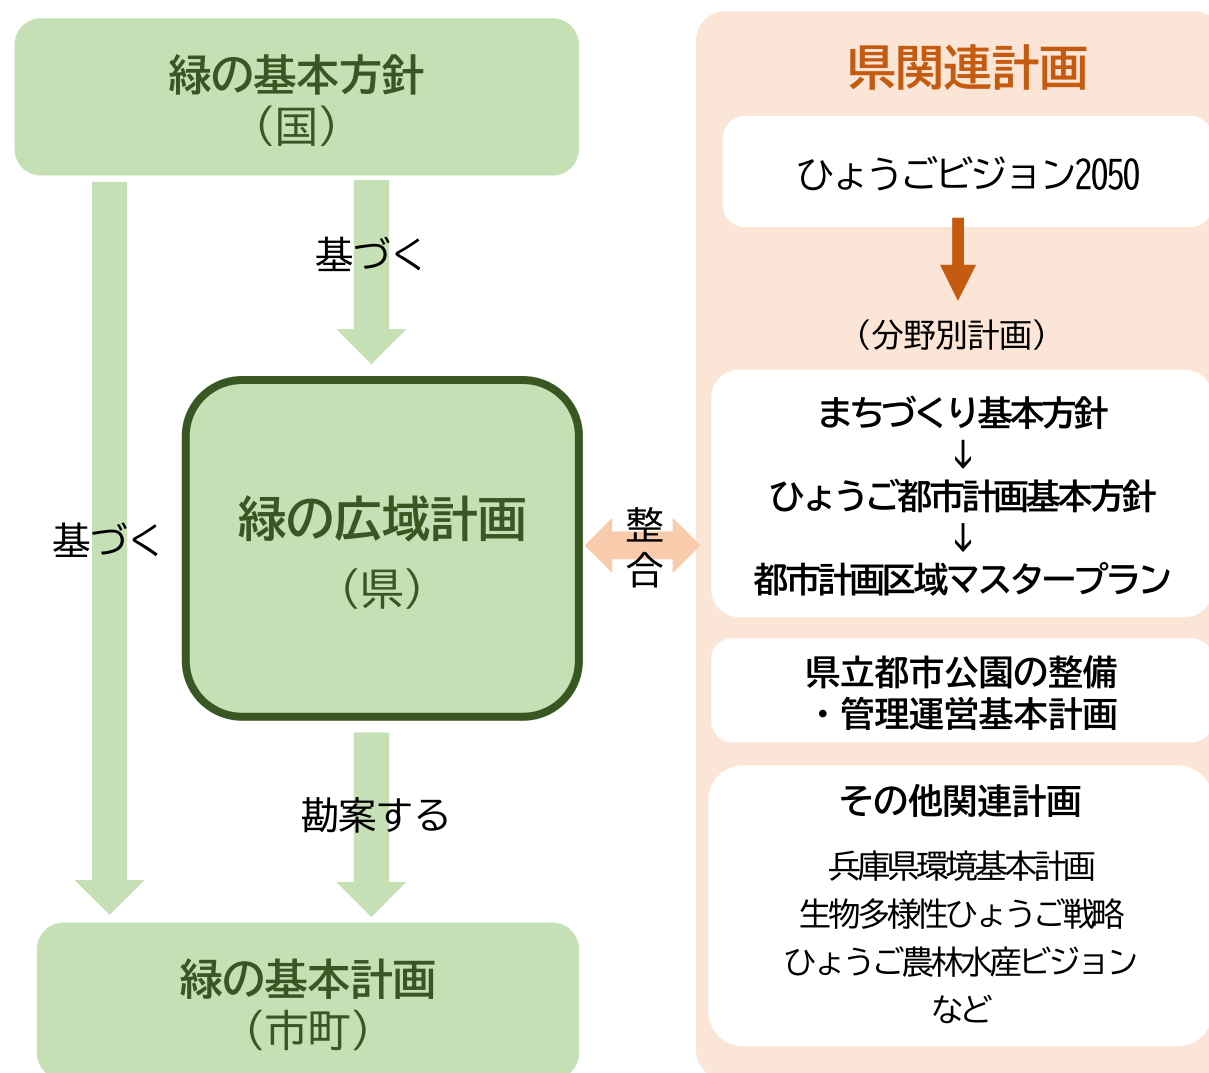 緑の基本方針
（国）
基づく
基づく
緑の広域計画
（県）
勘案する
緑の基本計画
（市町）
整
合
県関連計画
ひょうごビジョン2050
（分野別計画）
まちづくり基本方針
↓
ひょうご都市計画基本方針
↓
都市計画区域マスタープラン
県立都市公園の整備
・管理運営基本計画
その他関連計画
兵庫県環境基本計画
生物多様性ひょうご戦略
ひょうご農林水産ビジョン
など